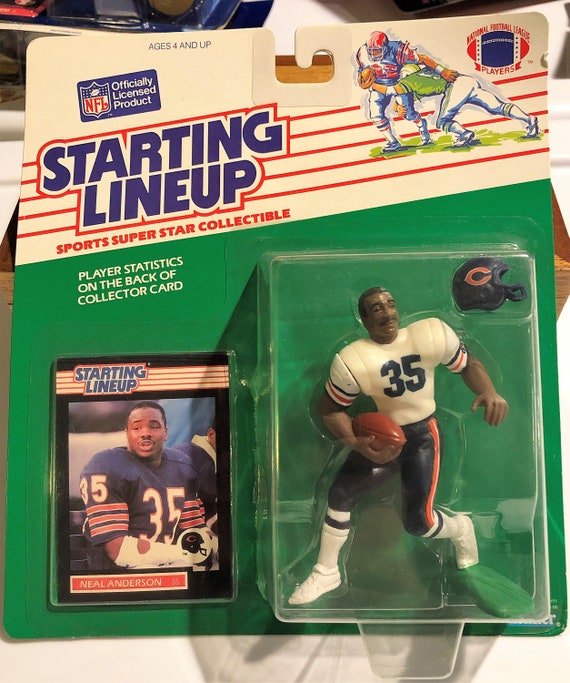 AGES 4 AND UP
NFL
Officially
Licensed
Product
NATIONAL FOOTBALL LEAGUE
PLAYERS
STARTING
LINEUP
SPORTS SUPER STAR COLLECTIBLE
PLAYER STATISTICS
ON THE BACK OF
COLLECTOR CARD
STARTING
LINEUP
35
35
NEAL ANDERSON 35
35
C